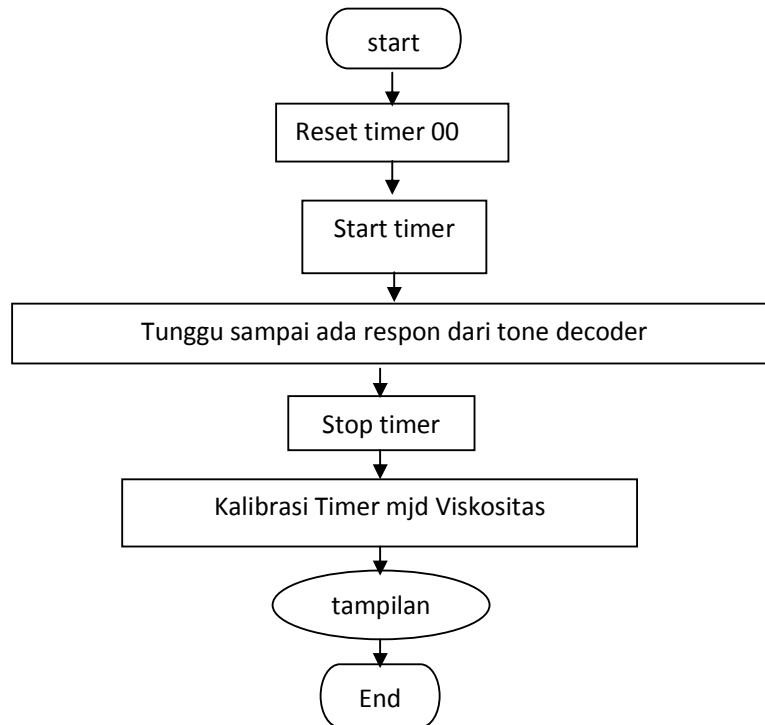 start
Reset timer 00
Start timer
Tunggu sampai ada respon dari tone decoder
Stop timer
Kalibrasi Timer mjd Viskositas
tampilan
End